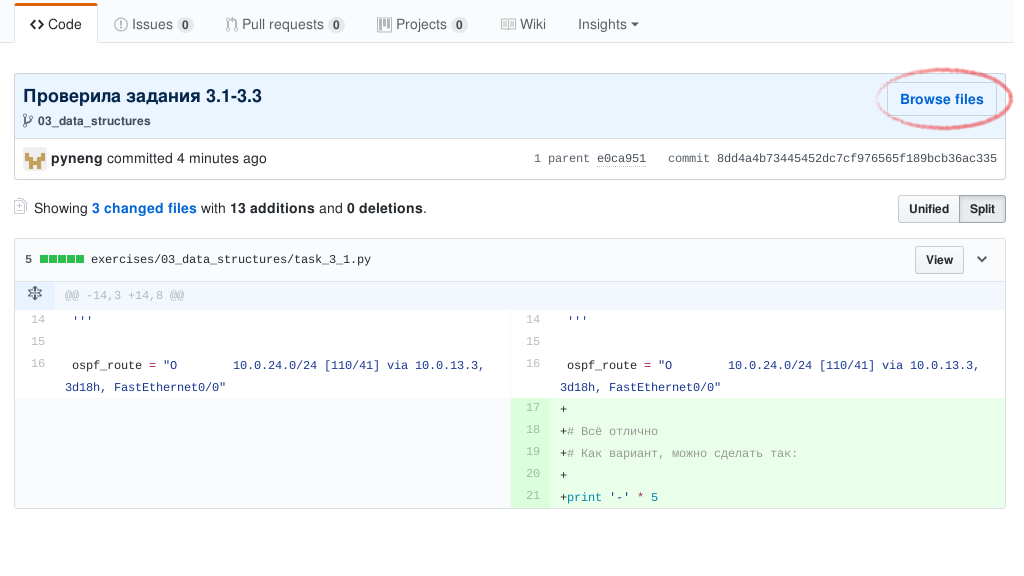 Code Issues 0 Pull requests 0 Projects 0 Wiki Insights
Проверила задания 3.1-3.3
Browse files
03_data_structures
pyneng committed 4 minutes ago 1 parent e0ca951 commit 8dd4a4b73445452dc7cf976565f189bcb36ac335
Showing 3 changed files with 13 additions and 0 deletions.
Unified Split
5 exercises/03_data_structures/task_3_1.py View
@@ -14,3 +14,8 @@
14 ''' 14 '''
15 15
16 ospf_route = "O 10.0.24.0/24 [110/41] via 10.0.13.3, 16 ospf_route = "O 10.0.24.0/24 [110/41] via 10.0.13.3,
3d18h, FastEthernet0/0" 3d18h, FastEthernet0/0"
17 +
18 +# Всё отлично
19 +# Как вариант, можно сделать так:
20 +
21 +print '-' * 5